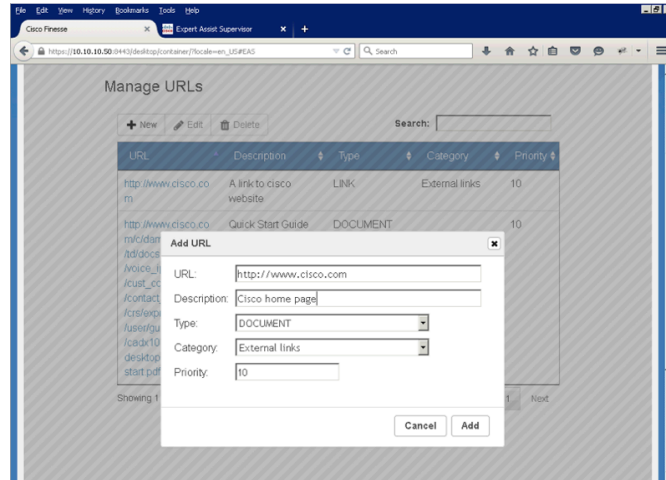 File Edit View History Bookmarks Tools Help
Cisco Finesse × Expert Assist Supervisor × +
https://10.10.10.50:8443/desktop/container/?locale=en_US#EAS Search
Manage URLs
New Edit Delete Search:
URL Description Type Category Priority
http://www.cisco.co A link to cisco LINK External links 10
m website
http://www.cisco.co Quick Start Guide DOCUMENT 10
m/c/dam
/td/docs
/voice_i
/cust_co
/contact
/crs/exp
/user/gu
/cadx10
desktop
start.pdf
Add URL
URL: http://www.cisco.com
Description: Cisco home page
Type: DOCUMENT
Category: External links
Priority: 10
Cancel Add
Showing 1 1 Next